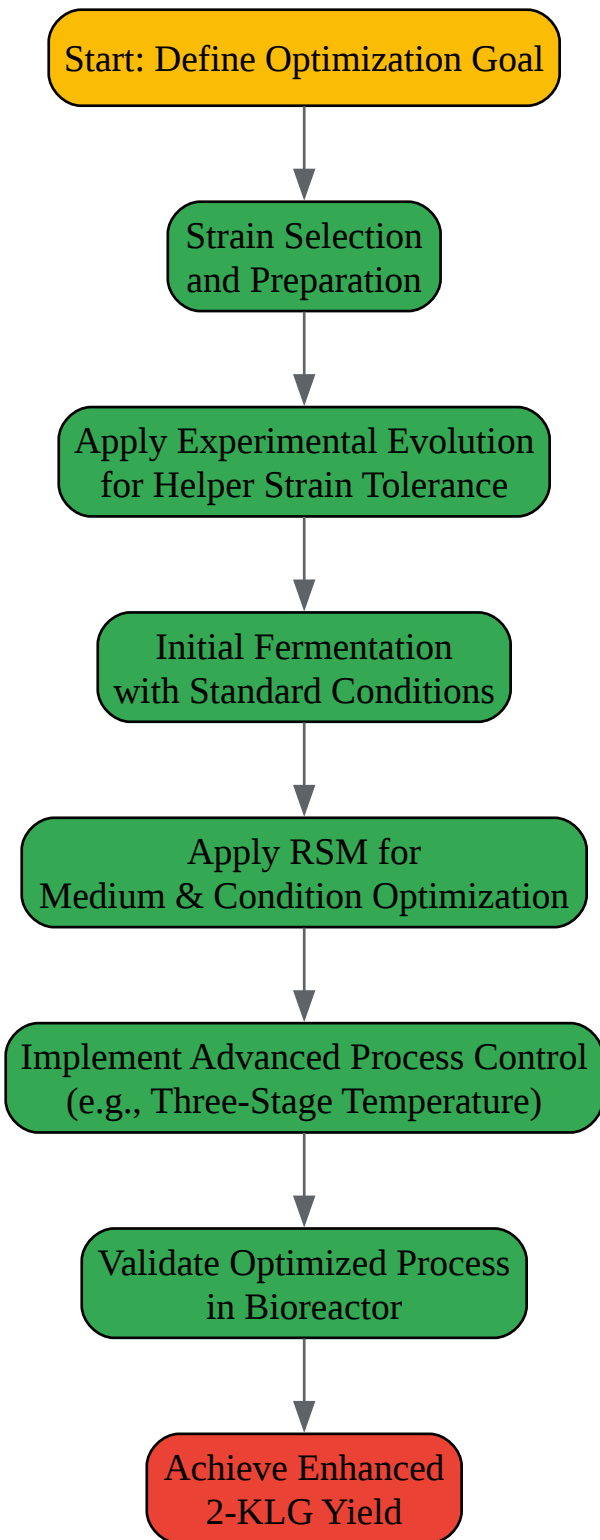 Start: Define Optimization Goal
Strain Selection
and Preparation
Apply Experimental Evolution
for Helper Strain Tolerance
Initial Fermentation
with Standard Conditions
Apply RSM for
Medium & Condition Optimization
Implement Advanced Process Control
(e.g., Three-Stage Temperature)
Validate Optimized Process
in Bioreactor
Achieve Enhanced
2-KLG Yield